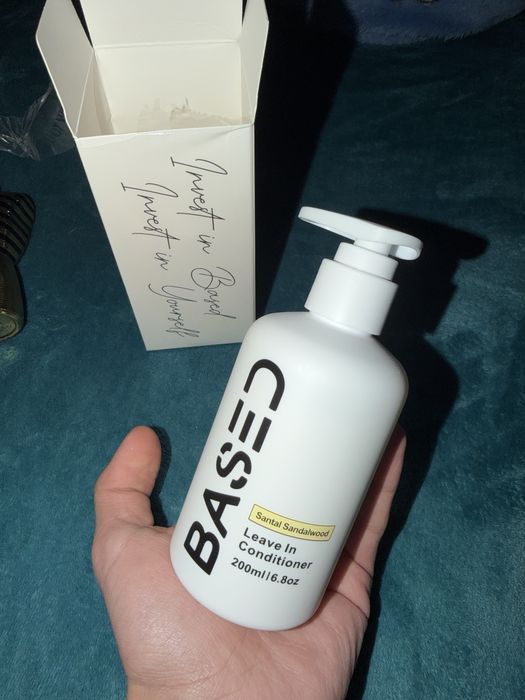 Invest in Based
Invest in Yourself
BASED
Santal Sandalwood
Leave In
Conditioner
200ml|6.8oz